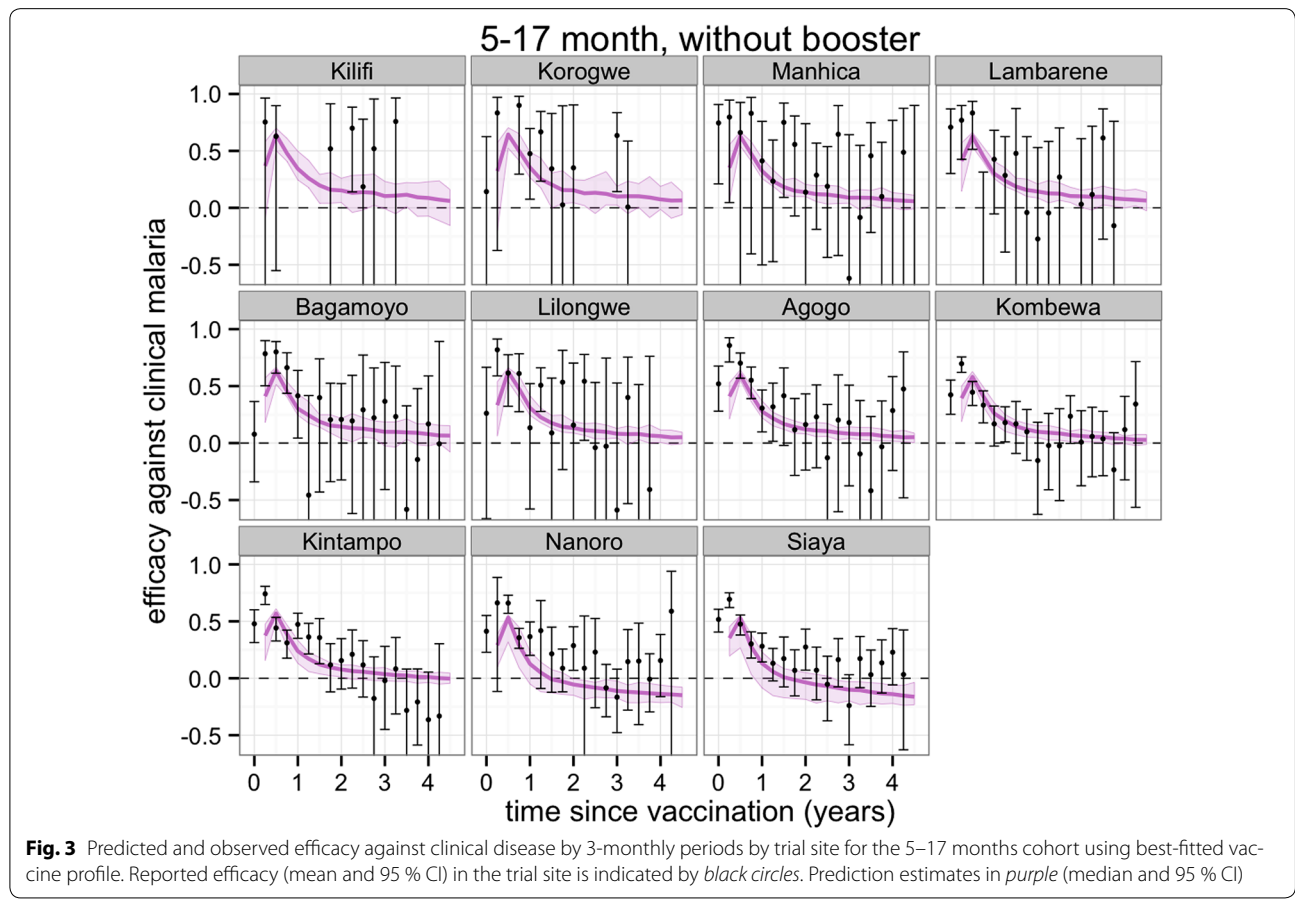 5-17 month, without booster
Kilifi Korogwe Manhica Lambarene
1.0
0.5
0.0
-0.5
Bagamoyo Lilongwe Agogo Kombewa
1.0
0.5
0.0
-0.5
Kintampo Nanoro Siaya
1.0
0.5
0.0
-0.5
efficacy against clinical malaria
0 1 2 3 4 0 1 2 3 4 0 1 2 3 4
time since vaccination (years)
Fig. 3 Predicted and observed efficacy against clinical disease by 3-monthly periods by trial site for the 5–17 months cohort using best-fitted vac-
cine profile. Reported efficacy (mean and 95 % CI) in the trial site is indicated by black circles. Prediction estimates in purple (median and 95 % CI)